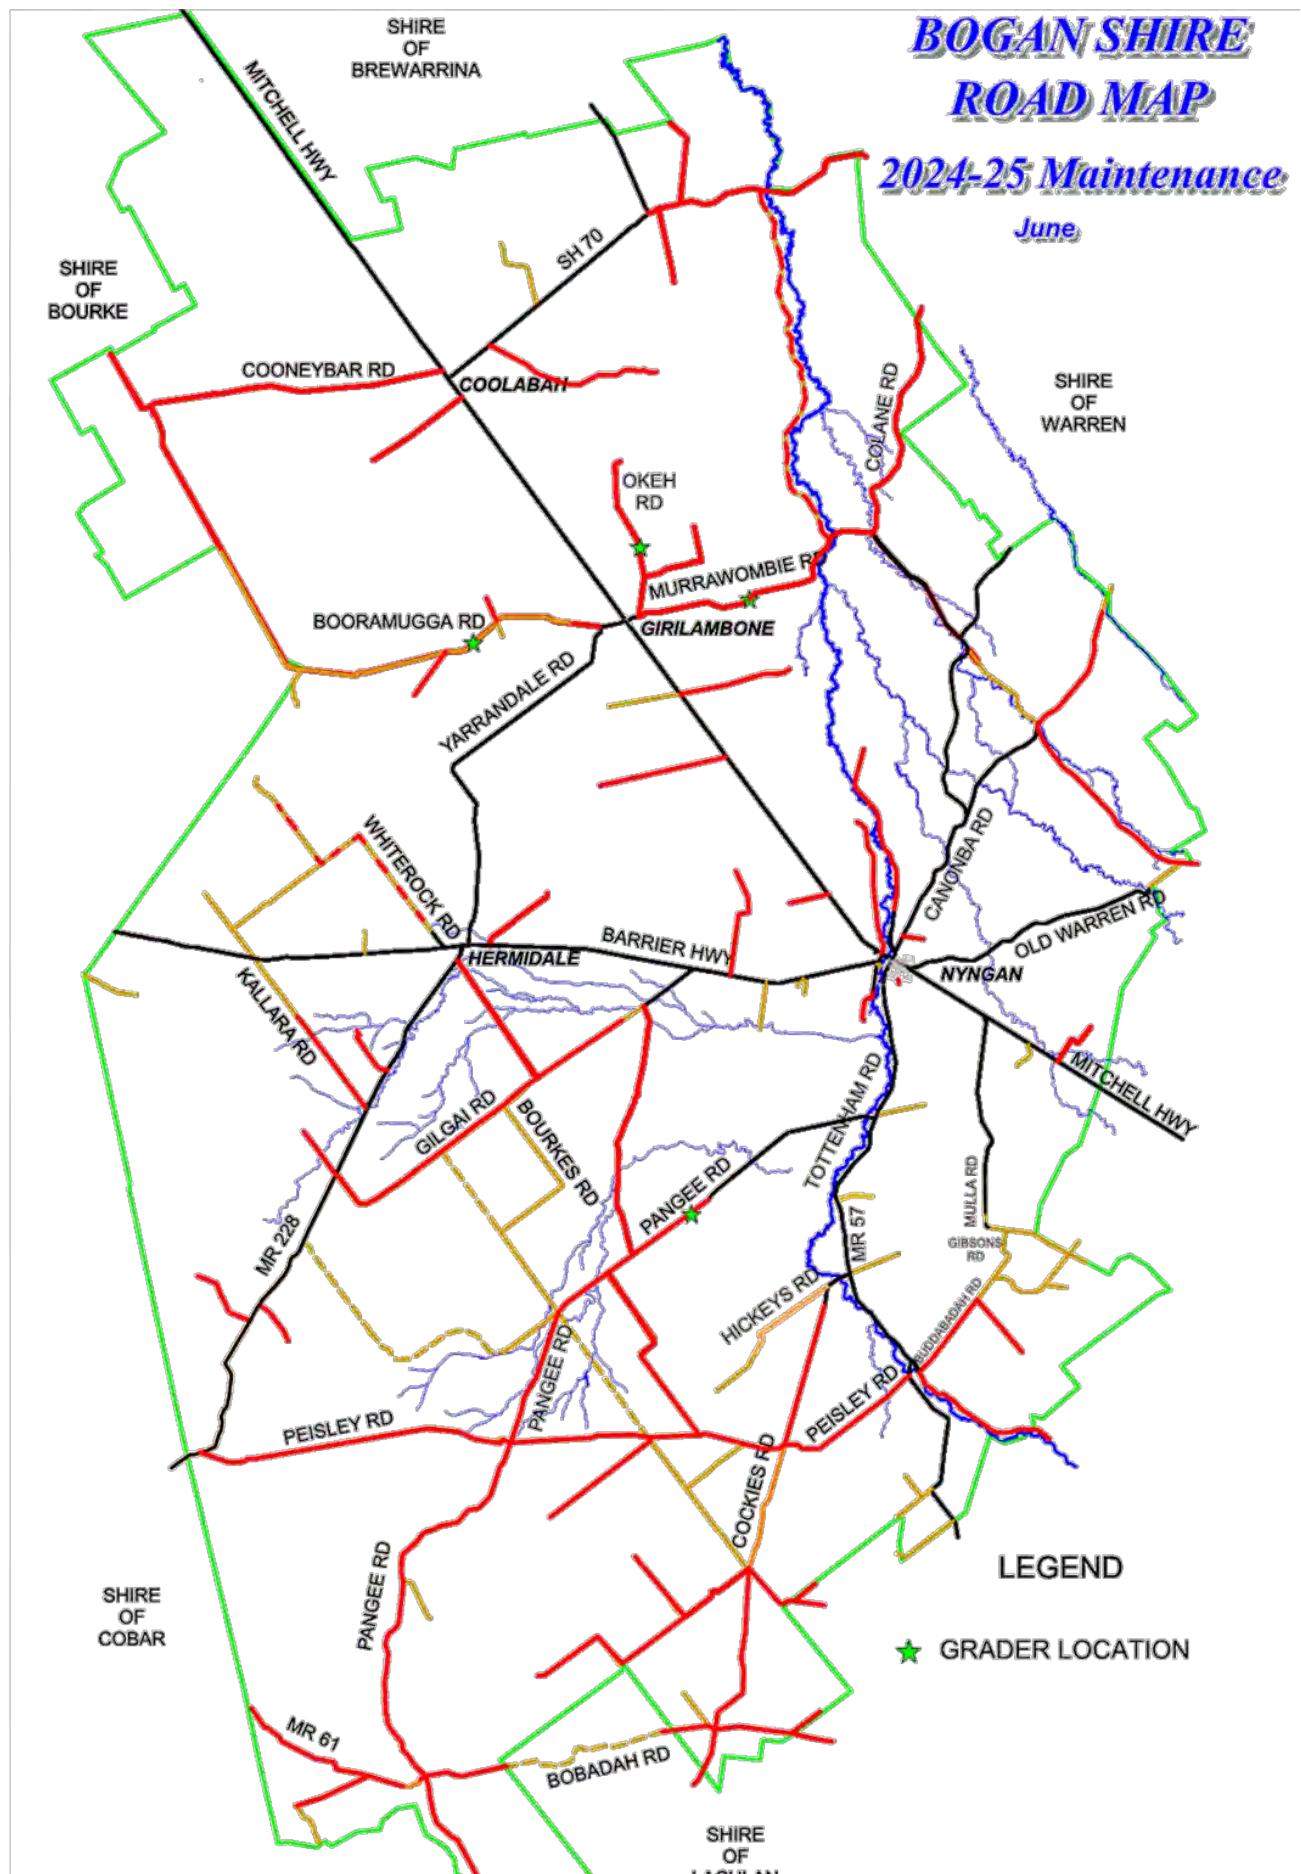 BOGAN SHIRE
ROAD MAP
2024-25 Maintenance
June
SHIRE
OF
BREWARRINA
MITCHELL HWY
SH 70
SHIRE
OF
BOURKE
COONEYBAR RD
COOLABAH
SHIRE
OF
WARREN
COLANE RD
OKEH
RD
MURRAWOMBIE RD
BOORAMUGGA RD
GIRILAMBONE
YARRANDALE RD
WHITEROCK RD
CANONBA RD
OLD WARREN RD
BARRIER HWY
HERMIDALE
NYNGAN
KALLARA RD
MITCHELL HWY
GILGAI RD
BOURKES RD
TOTTENHAM RD
PANGEE RD
MULLA RD
MR 228
MR 57
GIBSONS
RD
HICKEYS RD
BUDDABADAH RD
PANGEE RD
PEISLEY RD
PEISLEY RD
COCKIES RD
PANGEE RD
LEGEND
SHIRE
OF
COBAR
GRADER LOCATION
MR 61
BOBADAH RD
SHIRE
OF
LACHLAN